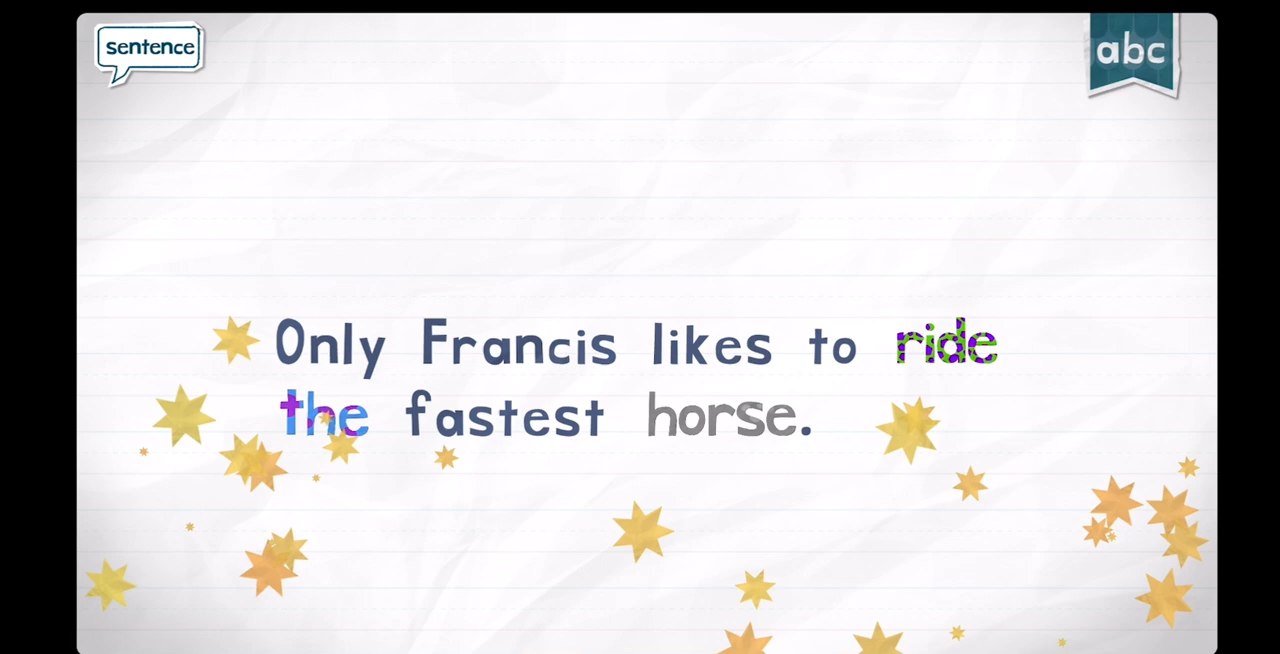 sentence
abc
Only Francis likes to ride
the fastest horse.